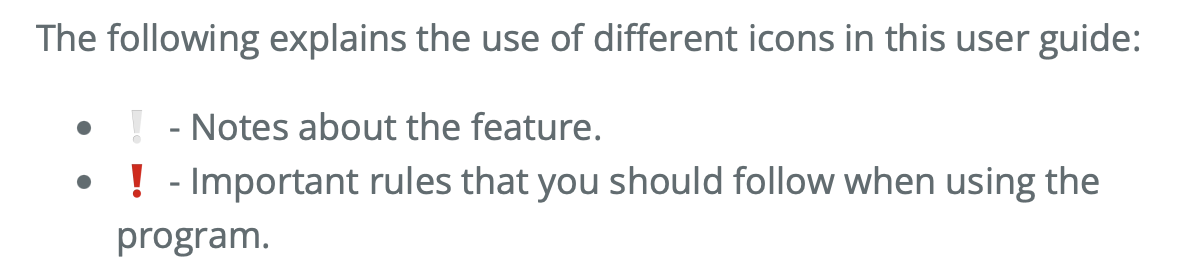 The following explains the use of different icons in this user guide:
• ❕ - Notes about the feature.
• ❗ - Important rules that you should follow when using the
program.